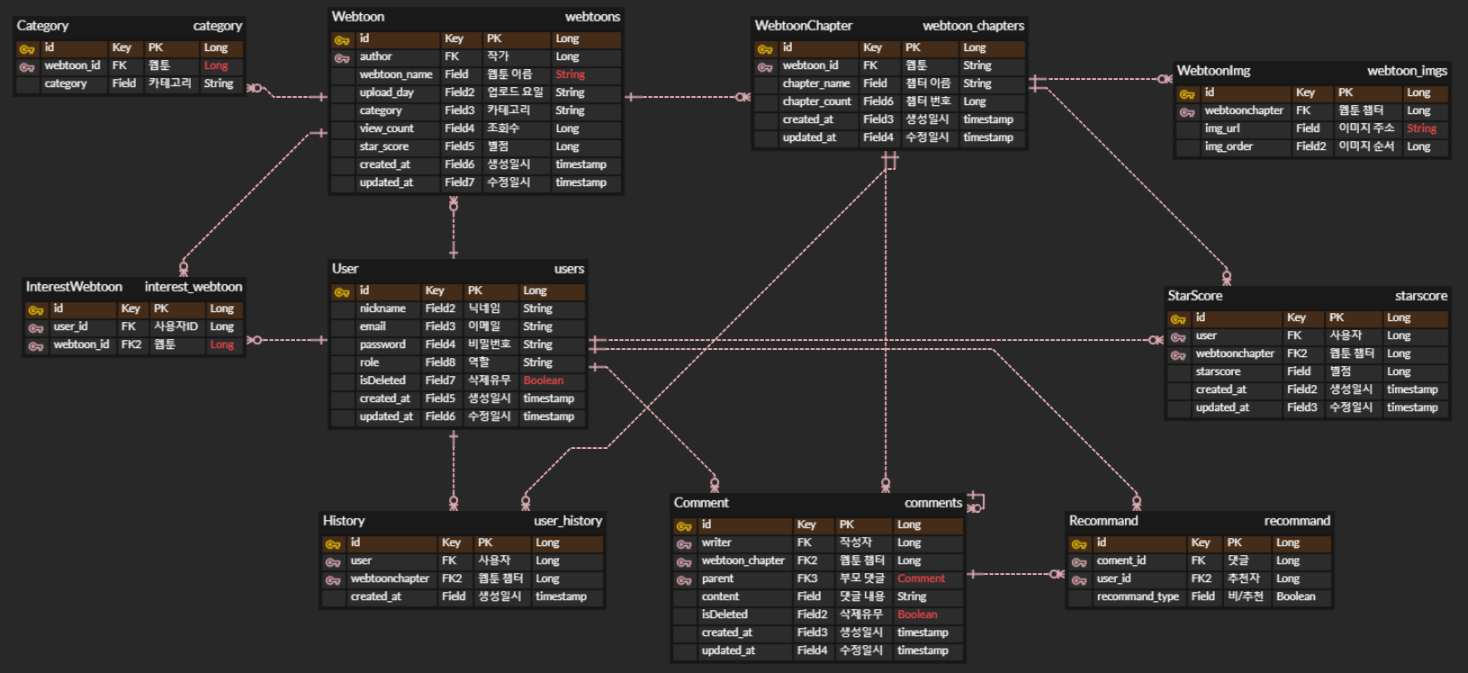 Category category
id Key PK Long
webtoon_id FK 웹툰 Long
category Field 카테고리 String
Webtoon webtoons
id Key PK Long
author FK 작가 Long
webtoon_name Field 웹툰 이름 String
upload_day Field2 업로드 요일 String
category Field3 카테고리 String
view_count Field4 조회수 Long
star_score Field5 별점 Long
created_at Field6 생성일시 timestamp
updated_at Field7 수정일시 timestamp
WebtoonChapter webtoon_chapters
id Key PK Long
webtoon_id FK 웹툰 String
chapter_name Field 챕터 이름 String
chapter_count Field6 챕터 번호 Long
created_at Field3 생성일시 timestamp
updated_at Field4 수정일시 timestamp
WebtoonImg webtoon_imgs
id Key PK Long
webtoonchapter FK 웹툰 챕터 Long
img_url Field 이미지 주소 String
img_order Field2 이미지 순서 Long
InterestWebtoon interest_webtoon
id Key PK Long
user_id FK 사용자ID Long
webtoon_id FK2 웹툰 Long
User users
id Key PK Long
nickname Field2 닉네임 String
email Field3 이메일 String
password Field4 비밀번호 String
role Field8 역할 String
isDeleted Field7 삭제유무 Boolean
created_at Field5 생성일시 timestamp
updated_at Field6 수정일시 timestamp
StarScore starscore
id Key PK Long
user FK 사용자 Long
webtoonchapter FK2 웹툰 챕터 Long
starscore Field 별점 Long
created_at Field2 생성일시 timestamp
updated_at Field3 수정일시 timestamp
History user_history
id Key PK Long
user FK 사용자 Long
webtoonchapter FK2 웹툰 챕터 Long
created_at Field 생성일시 timestamp
Comment comments
id Key PK Long
writer FK 작성자 Long
webtoon_chapter FK2 웹툰 챕터 Long
parent FK3 부모 댓글 Comment
content Field 댓글 내용 String
isDeleted Field2 삭제유무 Boolean
created_at Field3 생성일시 timestamp
updated_at Field4 수정일시 timestamp
Recommand recommand
id Key PK Long
coment_id FK 댓글 Long
user_id FK2 추천자 Long
recommand_type Field 비/추천 Boolean